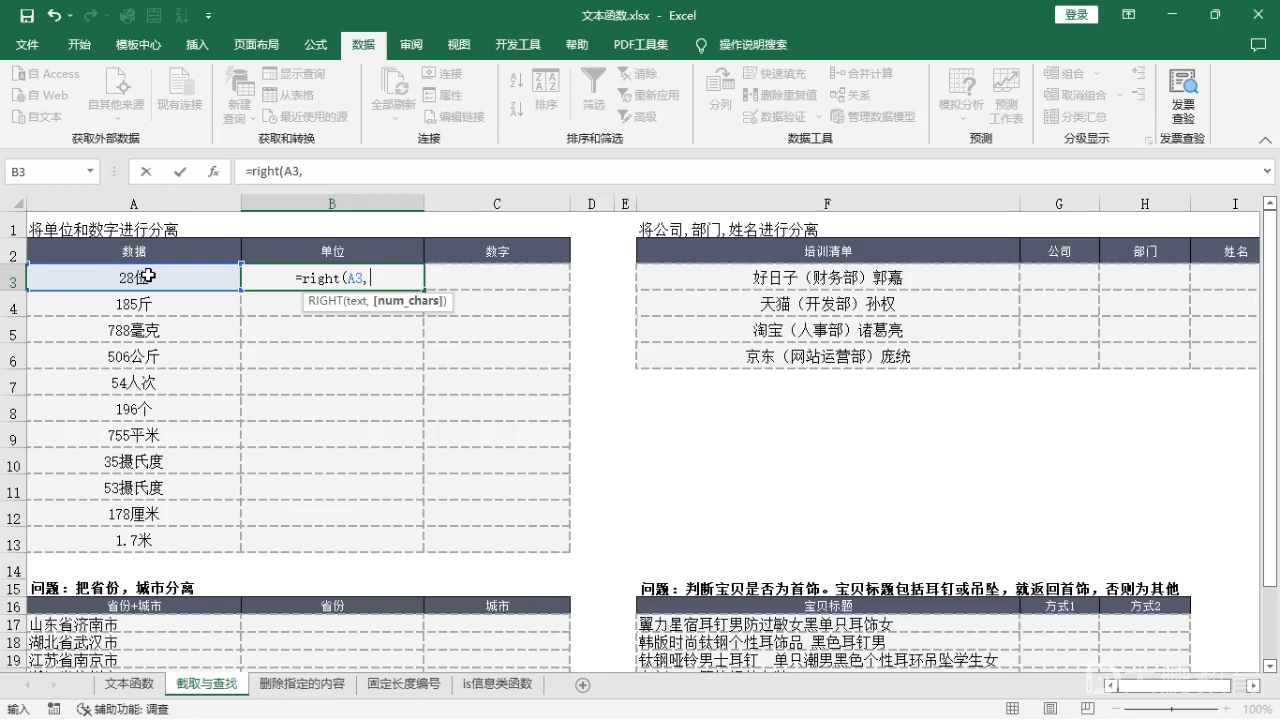 文本函数.xlsx - Excel
登录
文件 开始 模板中心 插入 页面布局 公式 数据 审阅 视图 开发工具 帮助 PDF工具集 操作说明搜索
自 Access
自 Web
自文本
自其他来源
现有连接
获取外部数据
新建
查询
显示查询
从表格
最近使用的源
获取和转换
全部刷新
连接
属性
编辑链接
连接
排序
筛选
清除
重新应用
高级
排序和筛选
分列
快速填充
删除重复值
数据验证
合并计算
关系
管理数据模型
数据工具
模拟分析
预测
工作表
预测
组合
取消组合
分类汇总
分级显示
发票
查验
发票查验
B3
=right(A3,
A B C D E F G H I
1 将单位和数字进行分离 将公司,部门,姓名进行分离
2 数据 单位 数字 培训清单 公司 部门 姓名
3 28位 =right(A3, 好日子（财务部）郭嘉
RIGHT(text, [num_chars])
4 185斤 天猫（开发部）孙权
5 788毫克 淘宝（人事部）诸葛亮
6 506公斤 京东（网站运营部）庞统
7 54人次
8 196个
9 755平米
10 35摄氏度
11 53摄氏度
12 178厘米
13 1.7米
14
15 问题：把省份，城市分离 问题：判断宝贝是否为首饰。宝贝标题包括耳钉或吊坠，就返回首饰，否则为其他
16 省份+城市 省份 城市 宝贝标题 方式1 方式2
17 山东省济南市 翼力星宿耳钉男防过敏女黑单只耳饰女
18 湖北省武汉市 韩版时尚钛钢个性耳饰品 黑色耳钉男
19 江苏省南京市 钛钢哑铃男士耳钉 单只潮男黑色个性耳环吊坠学生女
文本函数 截取与查找 删除指定的内容 固定长度编号 is信息类函数
输入 辅助功能: 调查 100%